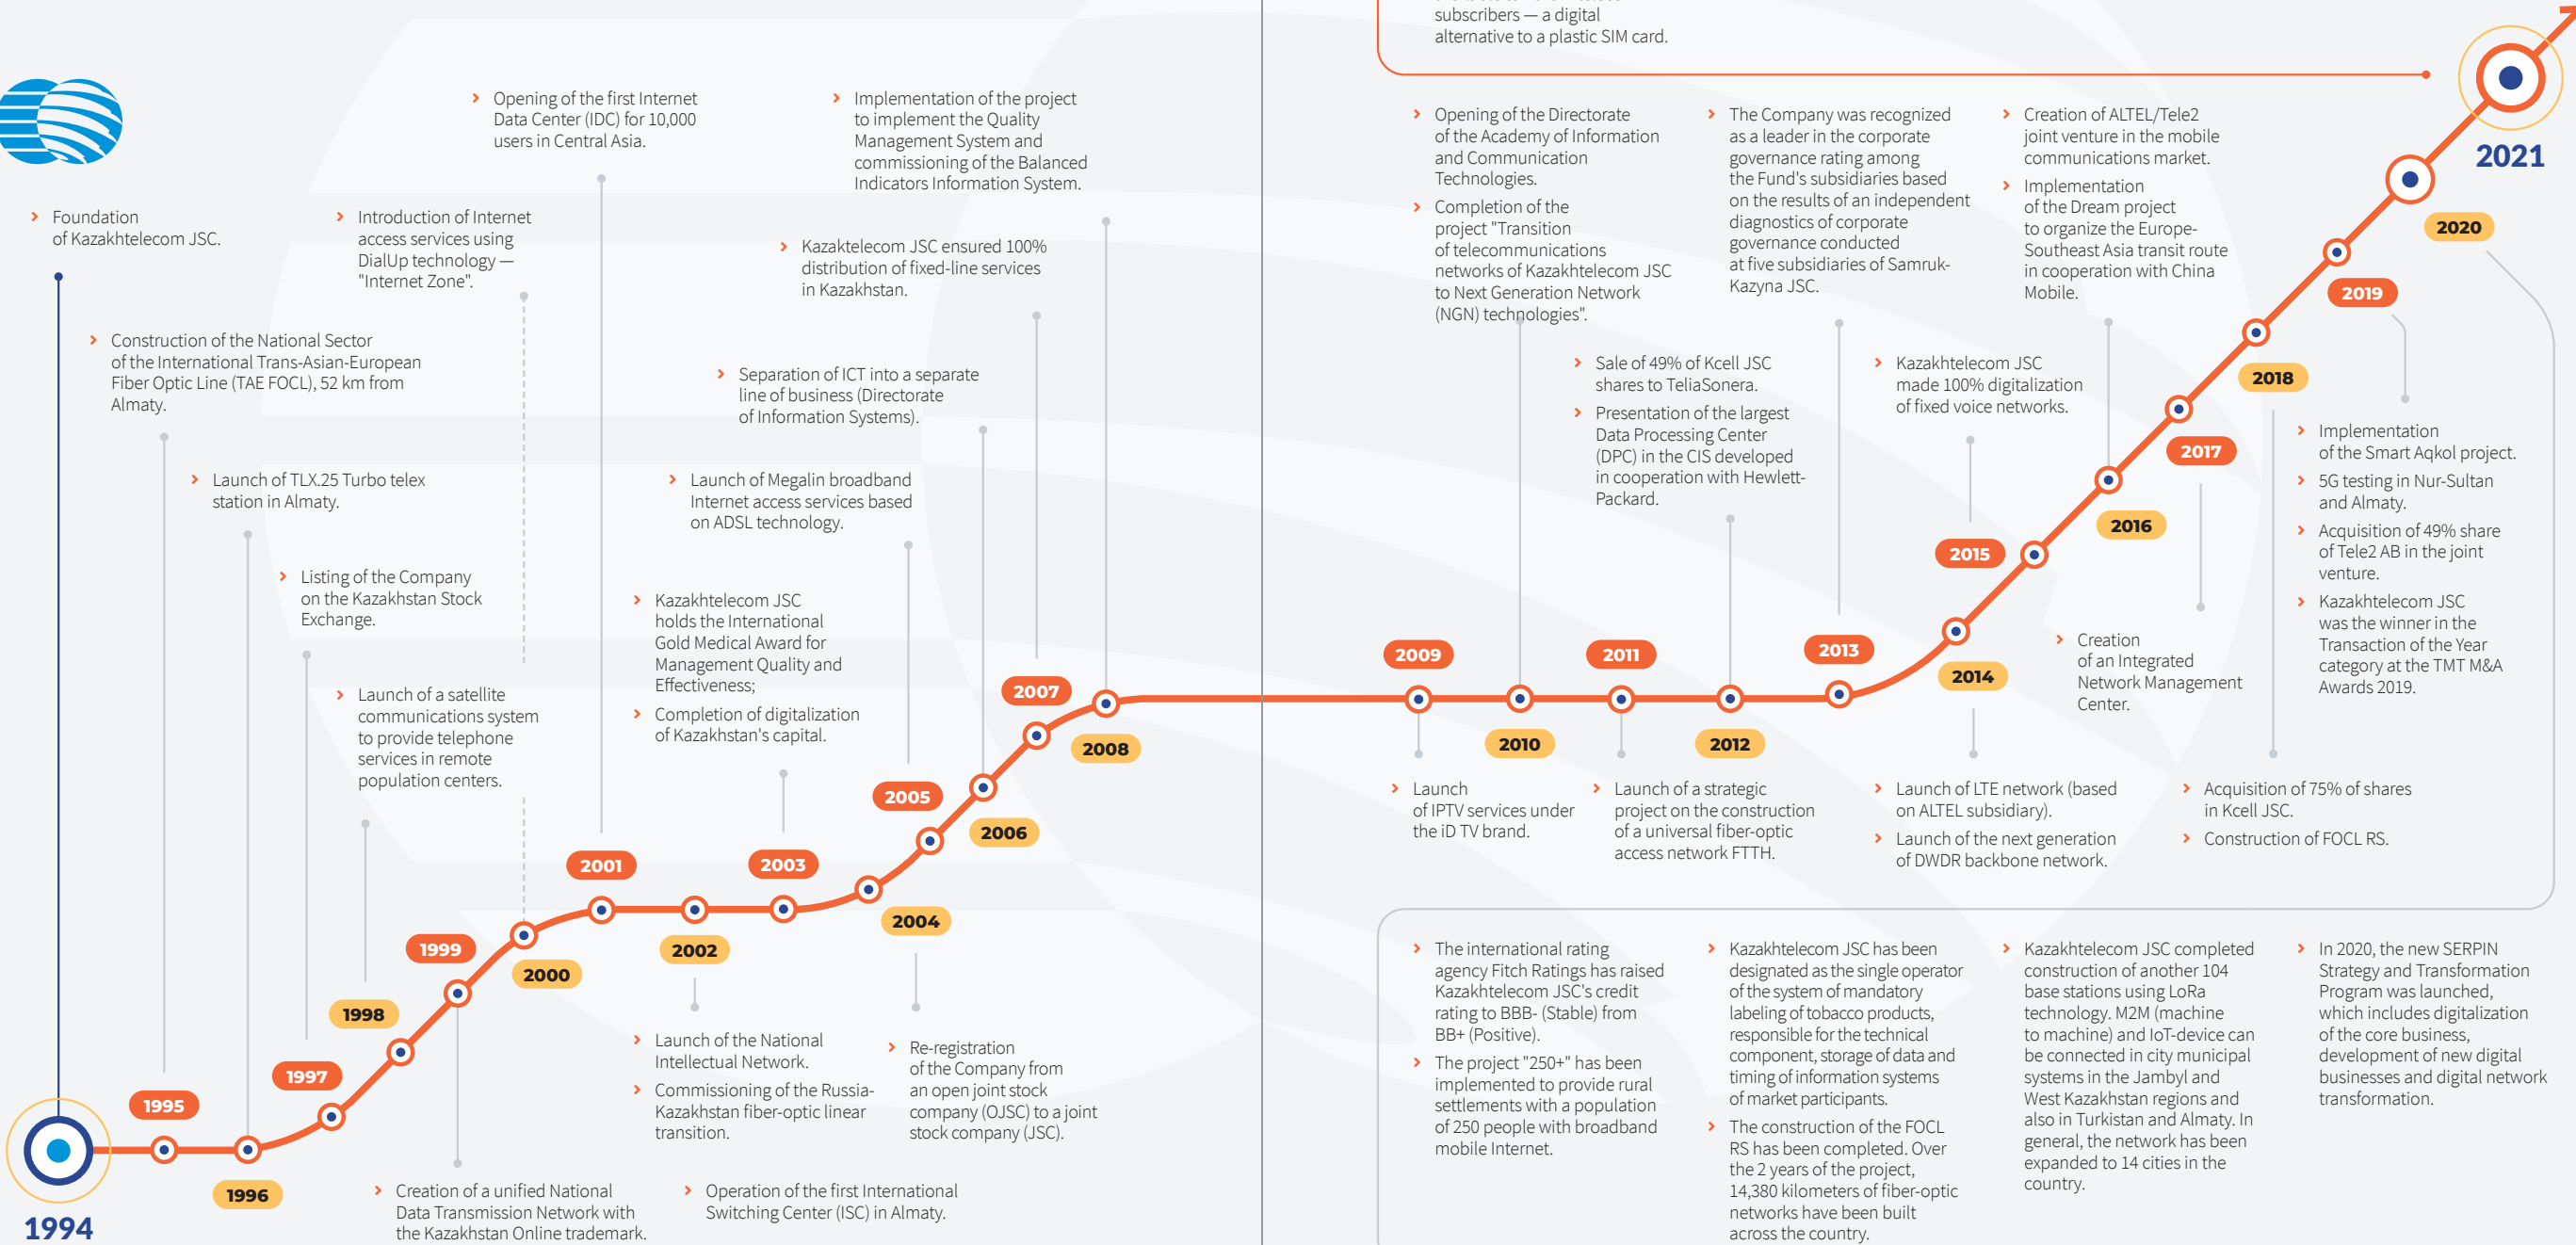 subscribers — a digital
alternative to a plastic SIM card.
Foundation
of Kazakhtelecom JSC.
1994
Construction of the National Sector
of the International Trans-Asian-European
Fiber Optic Line (TAE FOCL), 52 km from
Almaty.
1995
Launch of TLX.25 Turbo telex
station in Almaty.
1996
Listing of the Company
on the Kazakhstan Stock
Exchange.
1997
Launch of a satellite
communications system
to provide telephone
services in remote
population centers.
1998
Creation of a unified National
Data Transmission Network with
the Kazakhstan Online trademark.
Operation of the first International
Switching Center (ISC) in Almaty.
1999
Introduction of Internet
access services using
DialUp technology —
"Internet Zone".
2000
Opening of the first Internet
Data Center (IDC) for 10,000
users in Central Asia.
2001
Launch of the National
Intellectual Network.
Commissioning of the Russia-
Kazakhstan fiber-optic linear
transition.
2002
Kazakhtelecom JSC
holds the International
Gold Medical Award for
Management Quality and
Effectiveness;
Completion of digitalization
of Kazakhstan's capital.
2003
Re-registration
of the Company from
an open joint stock
company (OJSC) to a joint
stock company (JSC).
2004
Launch of Megalin broadband
Internet access services based
on ADSL technology.
2005
Separation of ICT into a separate
line of business (Directorate
of Information Systems).
2006
Kazaktelecom JSC ensured 100%
distribution of fixed-line services
in Kazakhstan.
2007
Implementation of the project
to implement the Quality
Management System and
commissioning of the Balanced
Indicators Information System.
2008
2009
Launch
of IPTV services under
the iD TV brand.
Opening of the Directorate
of the Academy of Information
and Communication
Technologies.
Completion of the
project "Transition
of telecommunications
networks of Kazakhtelecom JSC
to Next Generation Network
(NGN) technologies".
2010
2011
Launch of a strategic
project on the construction
of a universal fiber-optic
access network FTTH.
Sale of 49% of Kcell JSC
shares to TeliaSonera.
Presentation of the largest
Data Processing Center
(DPC) in the CIS developed
in cooperation with Hewlett-
Packard.
2012
The Company was recognized
as a leader in the corporate
governance rating among
the Fund's subsidiaries based
on the results of an independent
diagnostics of corporate
governance conducted
at five subsidiaries of Samruk-
Kazyna JSC.
2013
2014
Launch of LTE network (based
on ALTEL subsidiary).
Launch of the next generation
of DWDR backbone network.
Kazakhtelecom JSC
made 100% digitalization
of fixed voice networks.
2015
Creation of ALTEL/Tele2
joint venture in the mobile
communications market.
Implementation
of the Dream project
to organize the Europe-
Southeast Asia transit route
in cooperation with China
Mobile.
2016
2017
Creation
of an Integrated
Network Management
Center.
2018
Acquisition of 75% of shares
in Kcell JSC.
Construction of FOCL RS.
2019
Implementation
of the Smart Aqkol project.
5G testing in Nur-Sultan
and Almaty.
Acquisition of 49% share
of Tele2 AB in the joint
venture.
Kazakhtelecom JSC
was the winner in the
Transaction of the Year
category at the TMT M&A
Awards 2019.
2020
2021
The international rating
agency Fitch Ratings has raised
Kazakhtelecom JSC's credit
rating to BBB- (Stable) from
BB+ (Positive).
The project "250+" has been
implemented to provide rural
settlements with a population
of 250 people with broadband
mobile Internet.
Kazakhtelecom JSC has been
designated as the single operator
of the system of mandatory
labeling of tobacco products,
responsible for the technical
component, storage of data and
timing of information systems
of market participants.
The construction of the FOCL
RS has been completed. Over
the 2 years of the project,
14,380 kilometers of fiber-optic
networks have been built
across the country.
Kazakhtelecom JSC completed
construction of another 104
base stations using LoRa
technology. M2M (machine
to machine) and IoT-device can
be connected in city municipal
systems in the Jambyl and
West Kazakhstan regions and
also in Turkistan and Almaty. In
general, the network has been
expanded to 14 cities in the
country.
In 2020, the new SERPIN
Strategy and Transformation
Program was launched,
which includes digitalization
of the core business,
development of new digital
businesses and digital network
transformation.